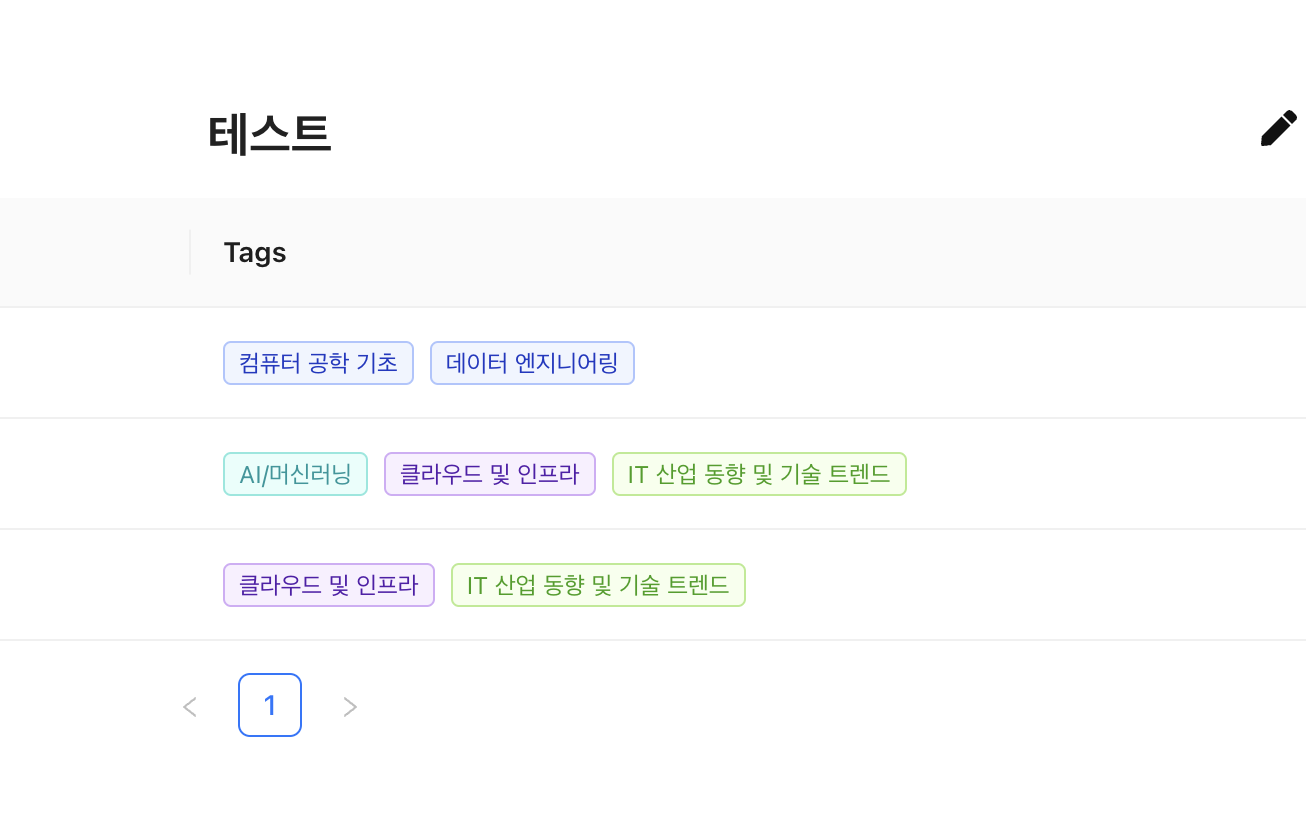 테스트
Tags
컴퓨터 공학 기초 데이터 엔지니어링
AI/머신러닝 클라우드 및 인프라 IT 산업 동향 및 기술 트렌드
클라우드 및 인프라 IT 산업 동향 및 기술 트렌드
1